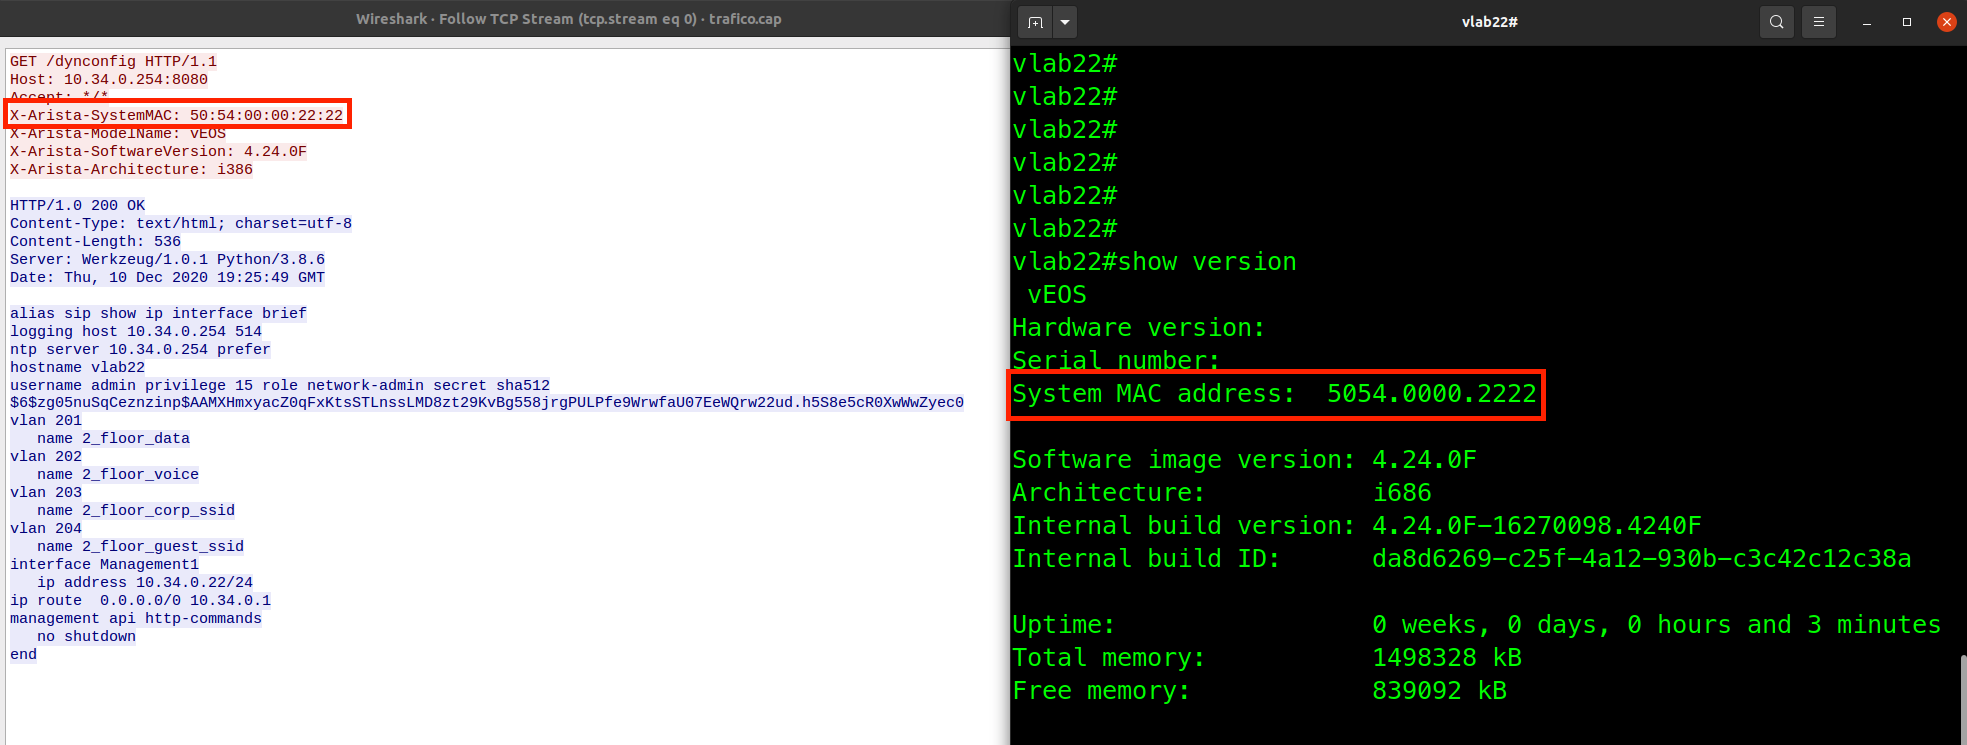 Wireshark · Follow TCP Stream (tcp.stream eq 0) · trafico.cap
GET /dynconfig HTTP/1.1
Host: 10.34.0.254:8080
Accept: */*
X-Arista-SystemMAC: 50:54:00:00:22:22
X-Arista-ModelName: vEOS
X-Arista-SoftwareVersion: 4.24.0F
X-Arista-Architecture: i386
HTTP/1.0 200 OK
Content-Type: text/html; charset=utf-8
Content-Length: 536
Server: Werkzeug/1.0.1 Python/3.8.6
Date: Thu, 10 Dec 2020 19:25:49 GMT
alias sip show ip interface brief
logging host 10.34.0.254 514
ntp server 10.34.0.254 prefer
hostname vlab22
username admin privilege 15 role network-admin secret sha512
$6$zg05nuSqCeznzinp$AAMXHmxyacZ0qFxKtsSTLnssLMD8zt29KvBg558jrgPULPfe9WrwfaU07EeWQrw22ud.h5S8e5cR0XwWwZyec0
vlan 201
   name 2_floor_data
vlan 202
   name 2_floor_voice
vlan 203
   name 2_floor_corp_ssid
vlan 204
   name 2_floor_guest_ssid
interface Management1
   ip address 10.34.0.22/24
ip route  0.0.0.0/0 10.34.0.1
management api http-commands
   no shutdown
end
vlab22#
vlab22#
vlab22#
vlab22#
vlab22#
vlab22#
vlab22#
vlab22#show version
 vEOS
Hardware version:
Serial number:
System MAC address:  5054.0000.2222
Software image version: 4.24.0F
Architecture:           i686
Internal build version: 4.24.0F-16270098.4240F
Internal build ID:      da8d6269-c25f-4a12-930b-c3c42c12c38a
Uptime:                 0 weeks, 0 days, 0 hours and 3 minutes
Total memory:           1498328 kB
Free memory:            839092 kB